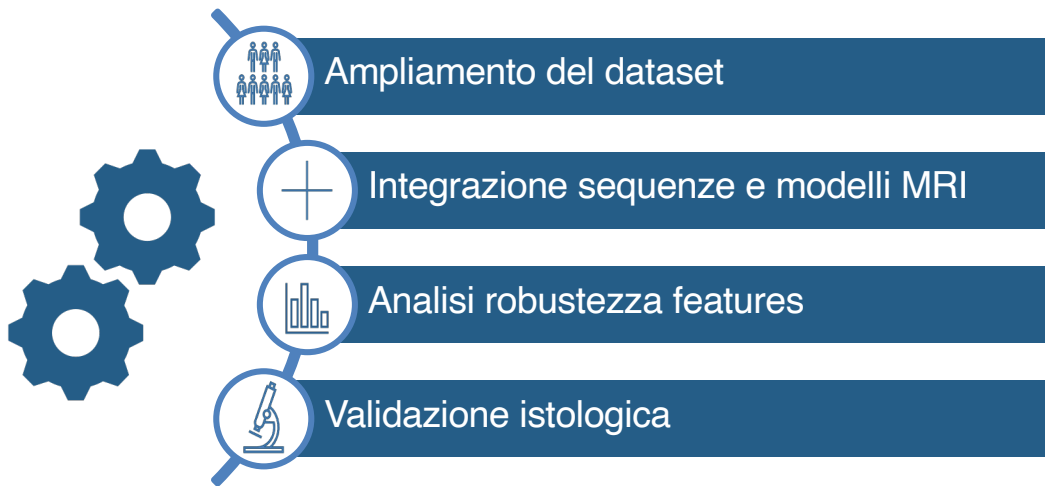 Ampliamento del dataset
Integrazione sequenze e modelli MRI
Analisi robustezza features
Validazione istologica